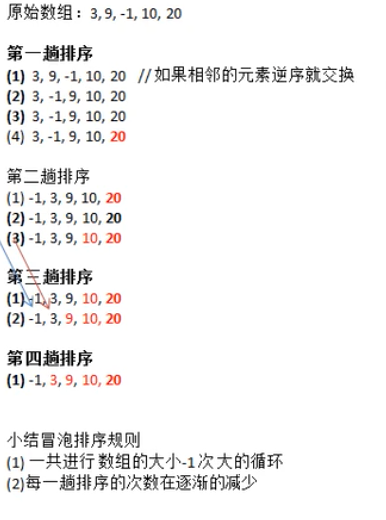 原始数组：3, 9, -1, 10, 20
第一趟排序
(1) 3, 9, -1, 10, 20 //如果相邻的元素逆序就交换
(2) 3, -1, 9, 10, 20
(3) 3, -1, 9, 10, 20
(4) 3, -1, 9, 10, 20
第二趟排序
(1) -1, 3, 9, 10, 20
(2) -1, 3, 9, 10, 20
(3) -1, 3, 9, 10, 20
第三趟排序
(1) -1, 3, 9, 10, 20
(2) -1, 3, 9, 10, 20
第四趟排序
(1) -1, 3, 9, 10, 20
小结冒泡排序规则
(1) 一共进行 数组的大小-1 次 大的循环
(2)每一趟排序的次数在逐渐的减少